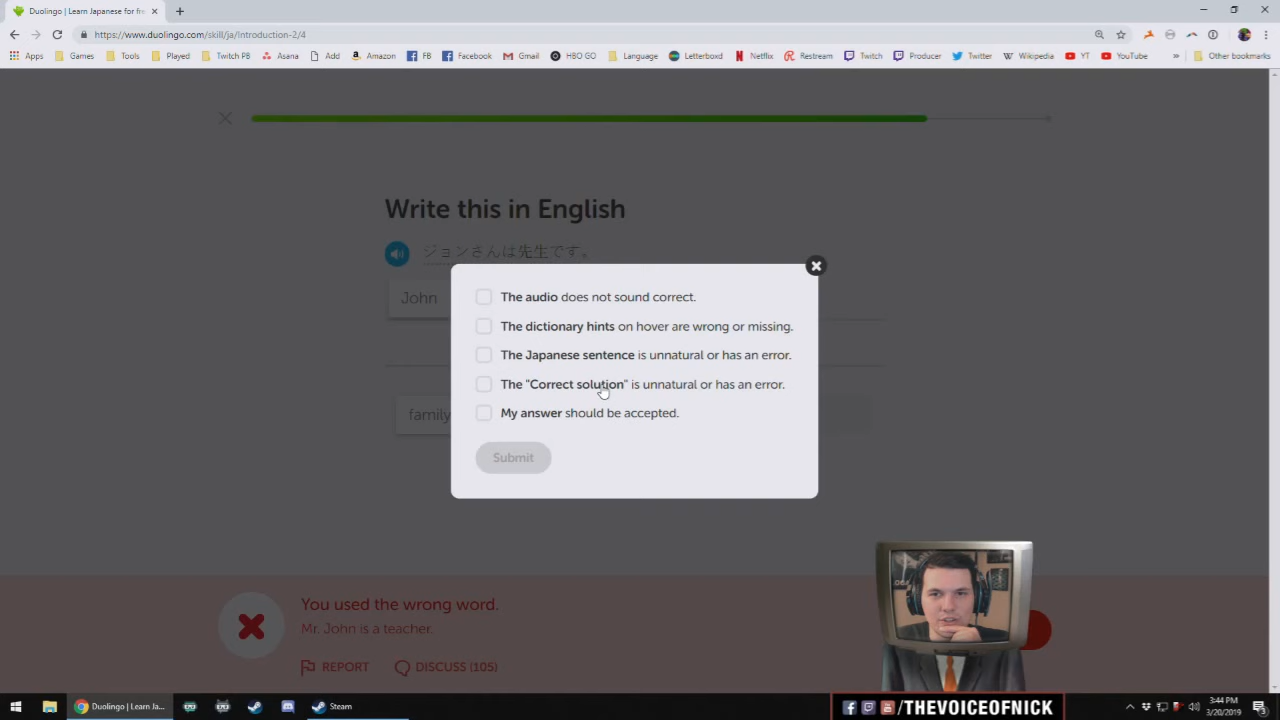 Duolingo | Learn Japanese for fre
https://www.duolingo.com/skill/ja/Introduction-2/4
Apps Games Tools Played Twitch PB Asana Add Amazon FB Facebook Gmail HBO GO Language Letterboxd Netflix Restream Twitch Producer Twitter Wikipedia YT YouTube » Other bookmarks
Write this in English
ジョンさんは先生です。
John
family
The audio does not sound correct.
The dictionary hints on hover are wrong or missing.
The Japanese sentence is unnatural or has an error.
The "Correct solution" is unnatural or has an error.
My answer should be accepted.
Submit
You used the wrong word.
Mr. John is a teacher.
REPORT DISCUSS (105)
/THEVOICEOFNICK
Duolingo | Learn Ja... Steam
3:44 PM
3/20/2019
3